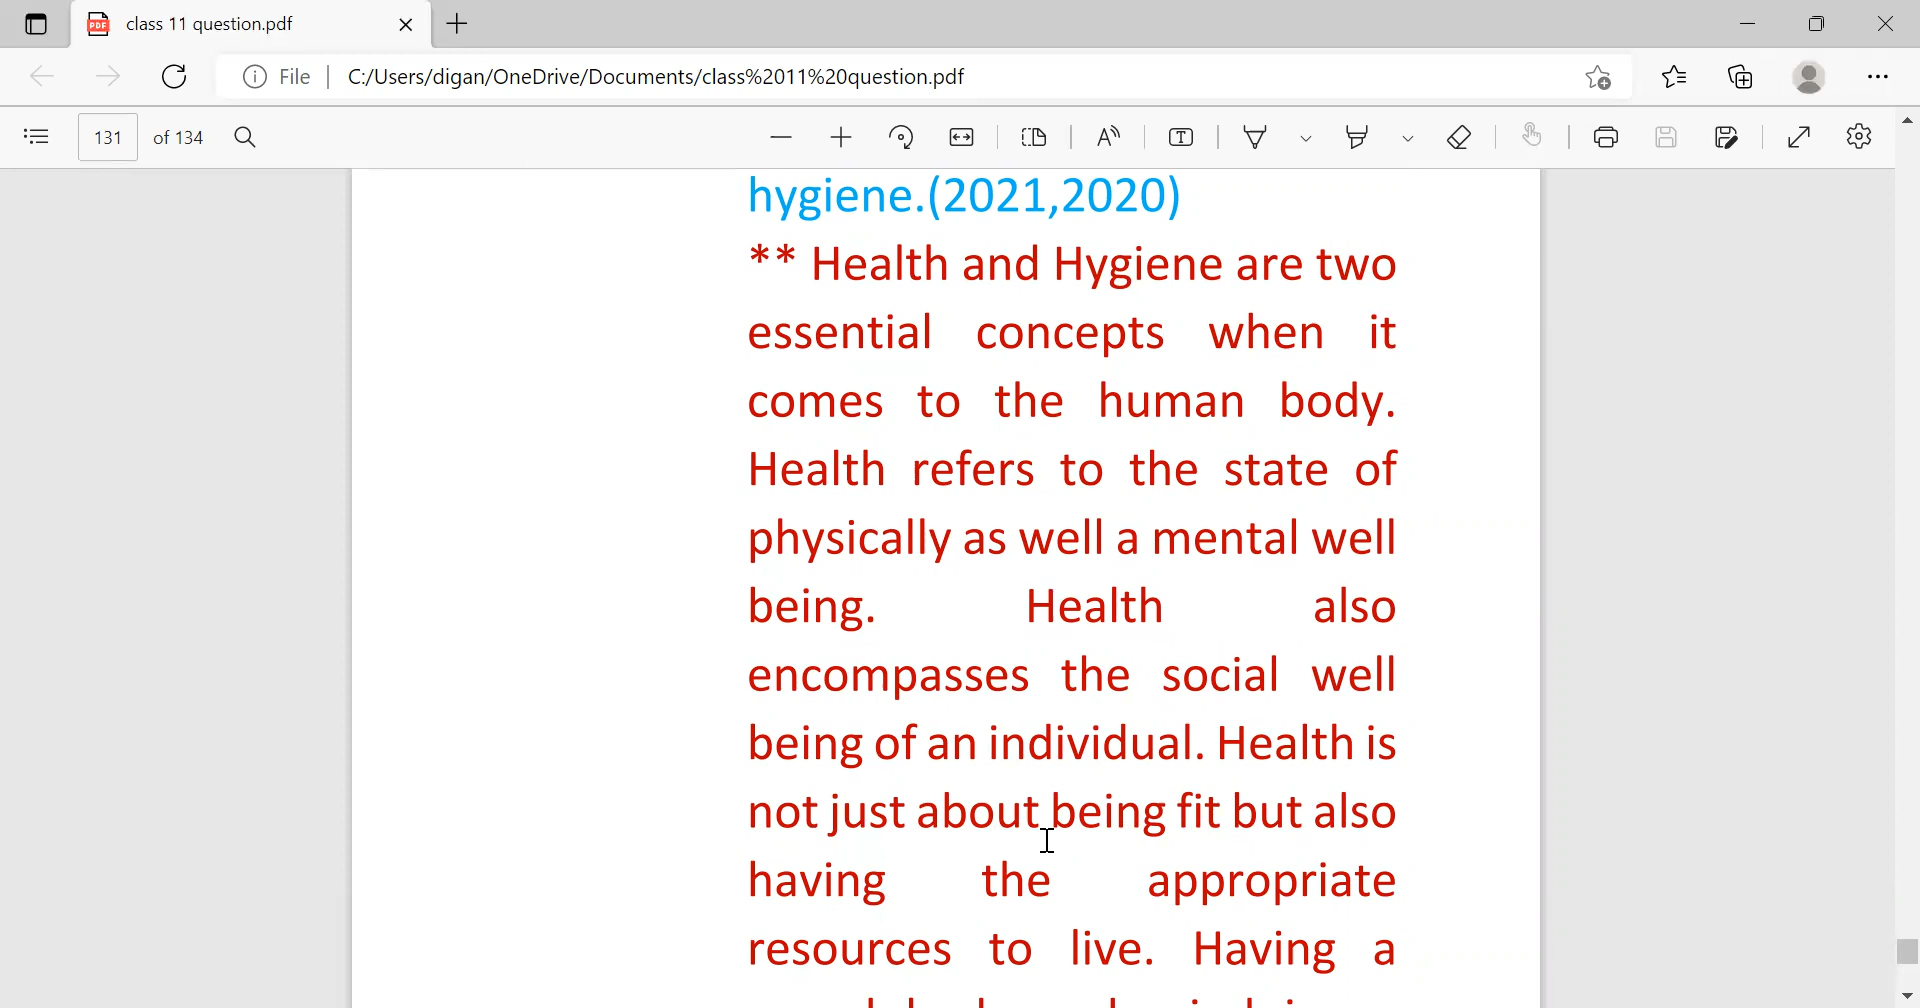 class 11 question.pdf
File
C:/Users/digan/OneDrive/Documents/class%2011%20question.pdf
131 of 134
hygiene.(2021,2020)
** Health and Hygiene are two
essential concepts when it
comes to the human body.
Health refers to the state of
physically as well a mental well
being. Health also
encompasses the social well
being of an individual. Health is
not just about being fit but also
having the appropriate
resources to live. Having a